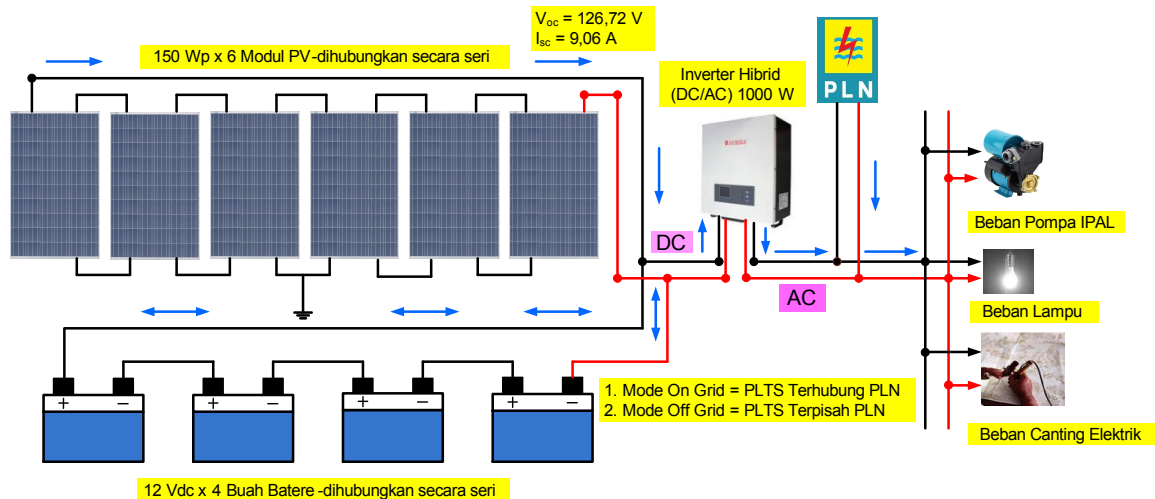 V_oc = 126,72 V
I_sc = 9,06 A
150 Wp x 6 Modul PV-dihubungkan secara seri
Inverter Hibrid
(DC/AC) 1000 W
PLN
Beban Pompa IPAL
DC
AC
Beban Lampu
+ −
+ −
+ −
+ −
1. Mode On Grid = PLTS Terhubung PLN
2. Mode Off Grid = PLTS Terpisah PLN
Beban Canting Elektrik
12 Vdc x 4 Buah Batere -dihubungkan secara seri